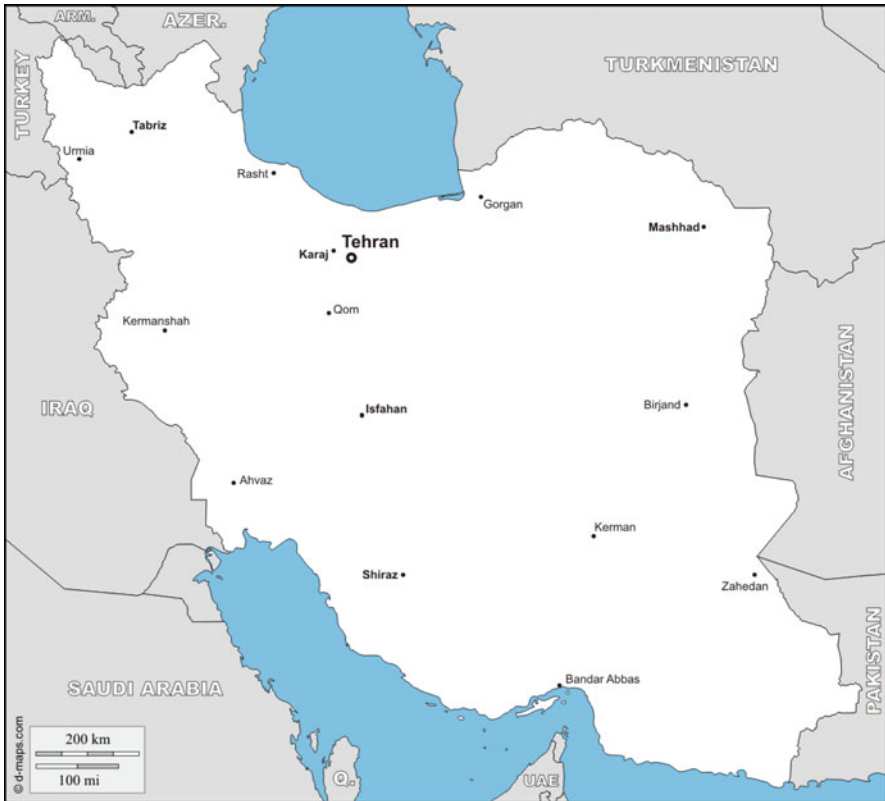 ARM.
AZER.
TURKEY
TURKMENISTAN
Tabriz
Urmia
Rasht
Gorgan
Mashhad
Tehran
Karaj
Qom
Kermanshah
IRAQ
Isfahan
Birjand
AFGHANISTAN
Ahvaz
Kerman
Shiraz
Zahedan
PAKISTAN
SAUDI ARABIA
Bandar Abbas
Q.
UAE
200 km
100 mi
© d-maps.com